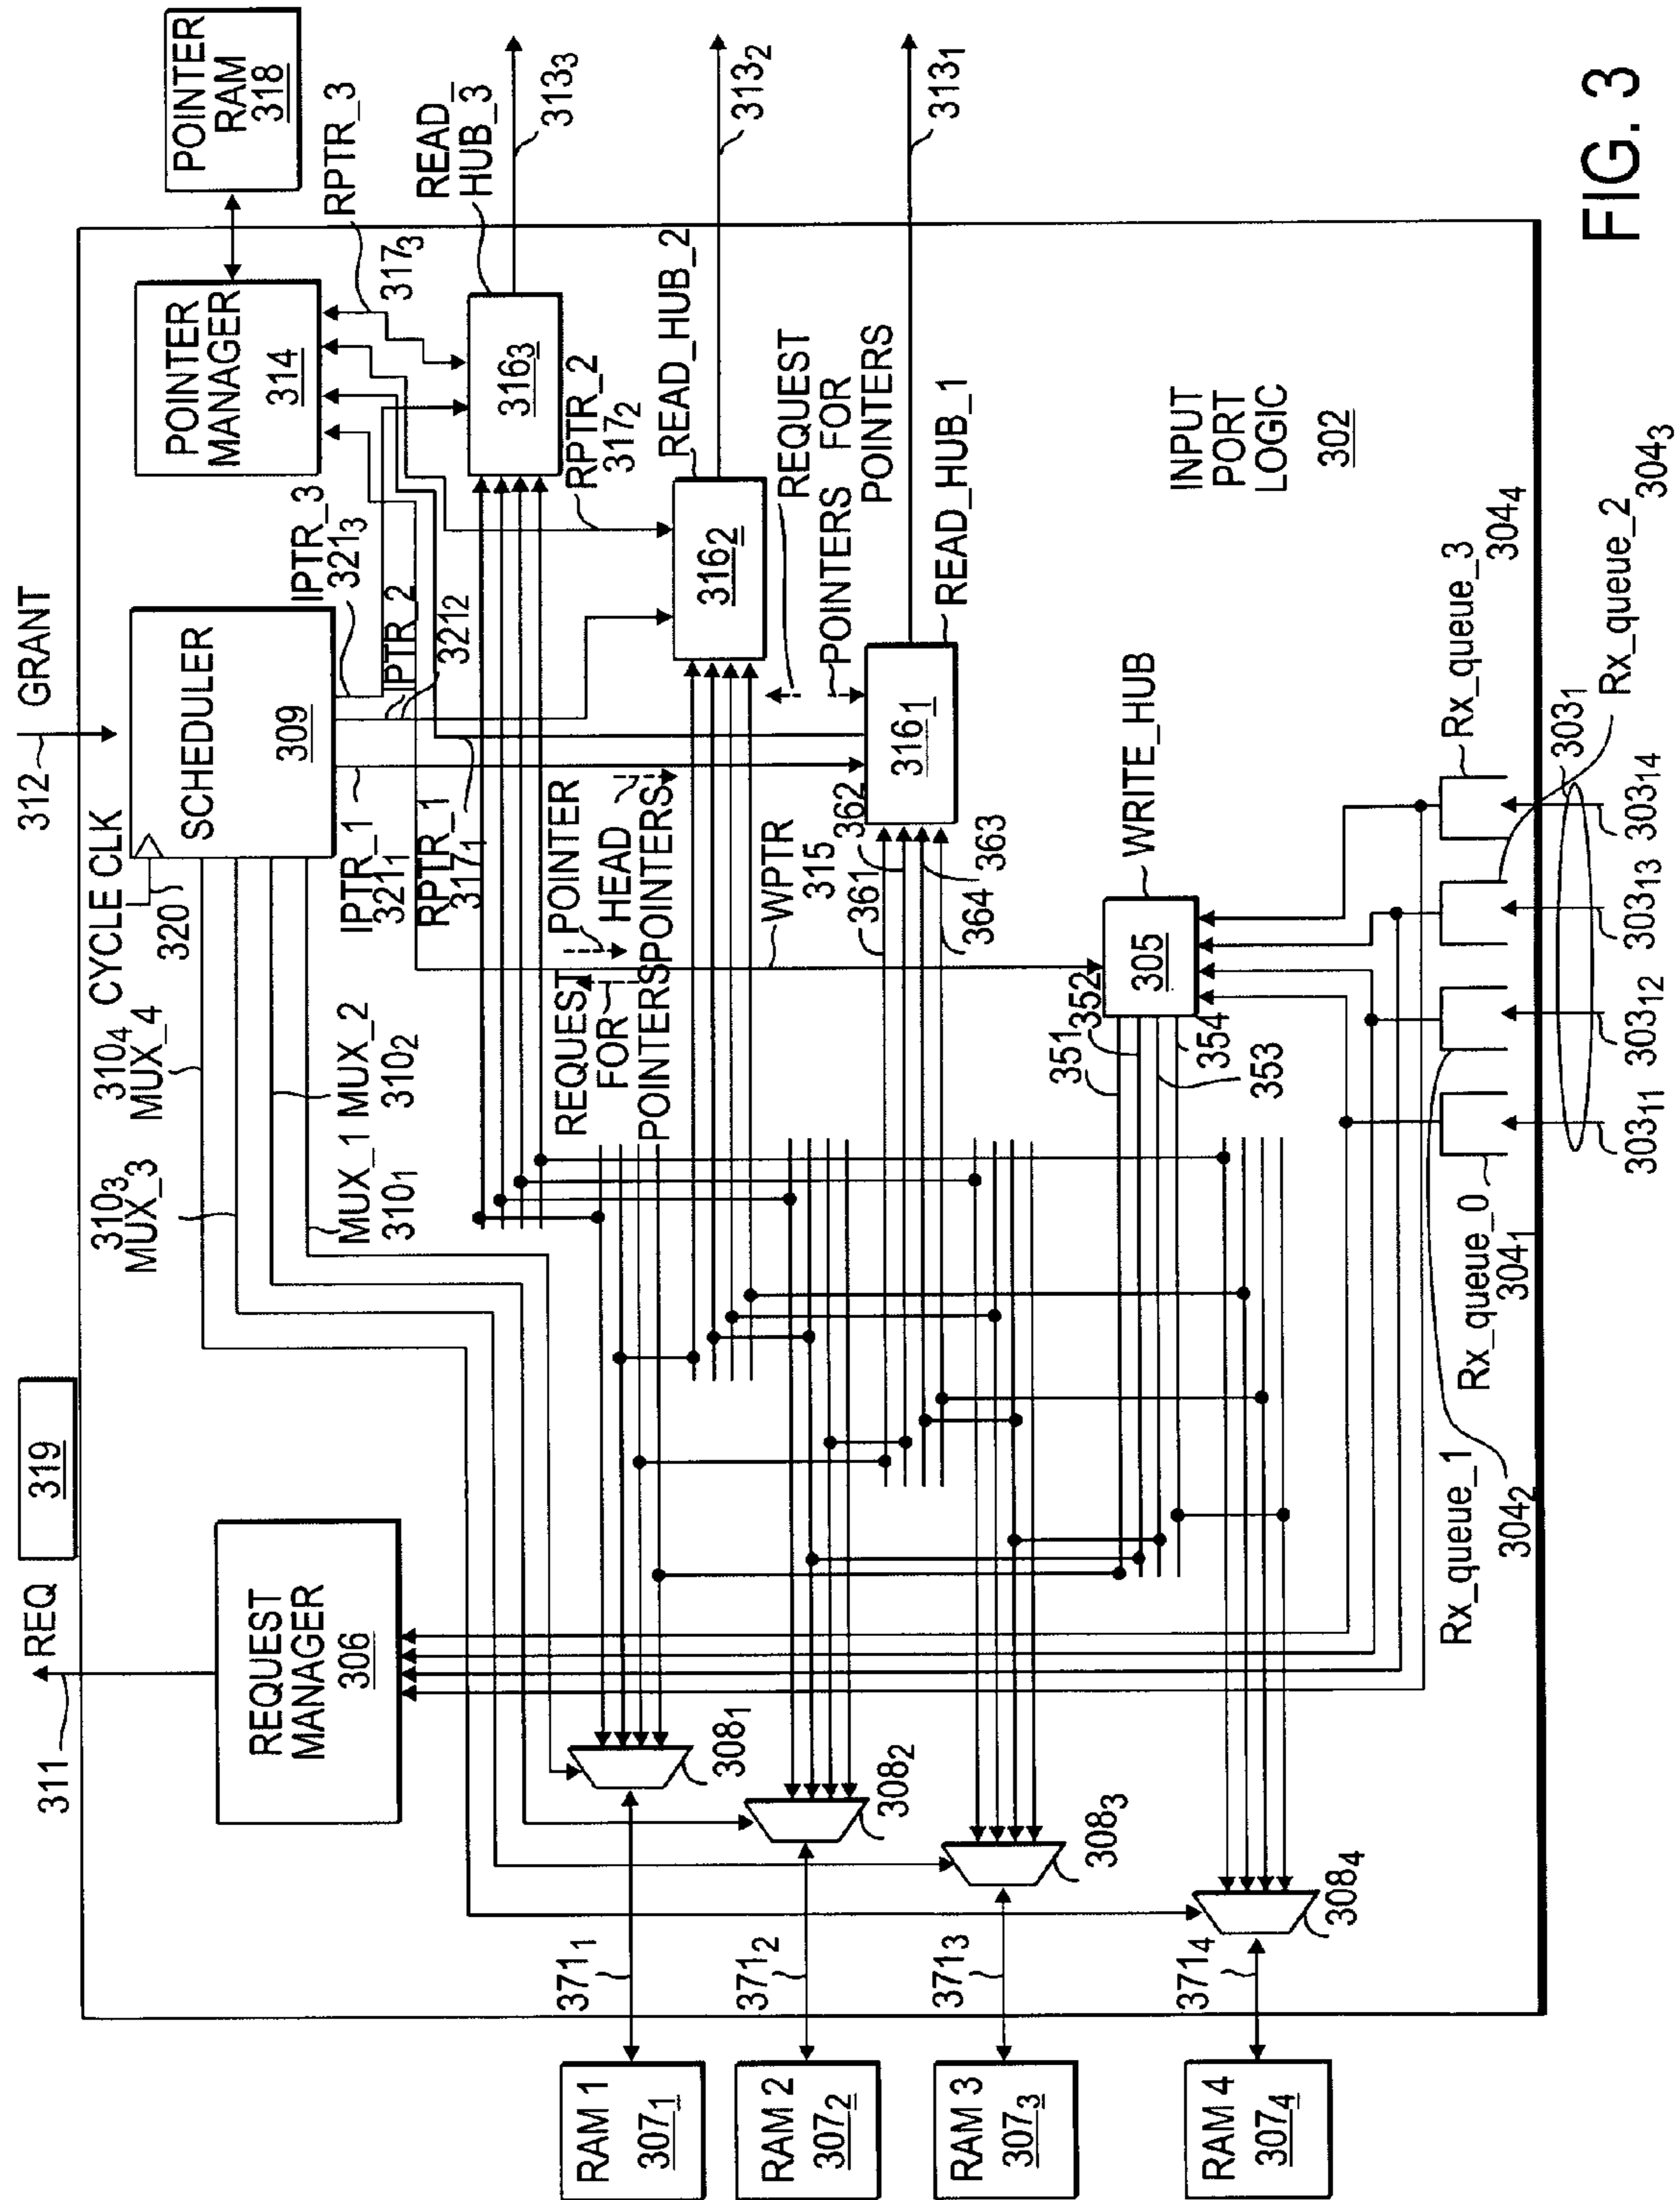 312
GRANT
CYCLE CLK
320
SCHEDULER
309
POINTER
RAM
318
POINTER
MANAGER
314
RPTR_3
317₃
READ_
HUB_3
313₃
316₃
IPTR_3
321₃
IPTR_2
321₂
RPTR_2
317₂
READ_HUB_2
313₂
316₂
REQUEST
FOR
POINTERS
POINTERS
313₁
READ_HUB_1
316₁
IPTR_1
321₁
RPTR_1
317₁
POINTER
HEAD
POINTERS
REQUEST
FOR
POINTERS
WPTR
315
361
362
363
364
310₄
MUX_4
310₃
MUX_3
MUX_2
310₂
MUX_1
310₁
319
REQ
311
REQUEST
MANAGER
306
308₁
308₂
308₃
308₄
371₁
371₂
371₃
371₄
RAM 1
307₁
RAM 2
307₂
RAM 3
307₃
RAM 4
307₄
WRITE_HUB
305
351
352
354
353
INPUT
PORT
LOGIC
302
Rx_queue_3
304₄
Rx_queue_2
304₃
Rx_queue_0
304₁
Rx_queue_1
304₂
303₁
303₁₁
303₁₂
303₁₃
303₁₄
FIG. 3